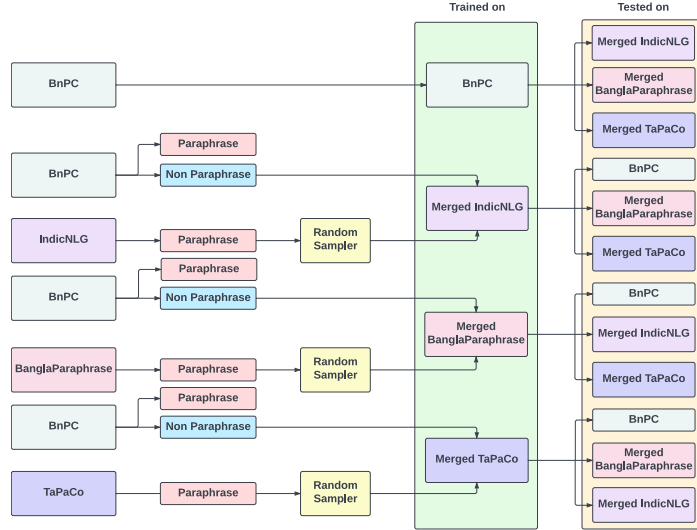 Trained on
Tested on
BnPC
BnPC
Merged IndicNLG
Merged
BanglaParaphrase
Merged TaPaCo
BnPC
Paraphrase
Non Paraphrase
IndicNLG
Paraphrase
Random
Sampler
Merged IndicNLG
BnPC
Merged
BanglaParaphrase
Merged TaPaCo
BnPC
Paraphrase
Non Paraphrase
BanglaParaphrase
Paraphrase
Random
Sampler
Merged
BanglaParaphrase
BnPC
Merged IndicNLG
Merged TaPaCo
BnPC
Paraphrase
Non Paraphrase
TaPaCo
Paraphrase
Random
Sampler
Merged TaPaCo
BnPC
Merged
BanglaParaphrase
Merged IndicNLG